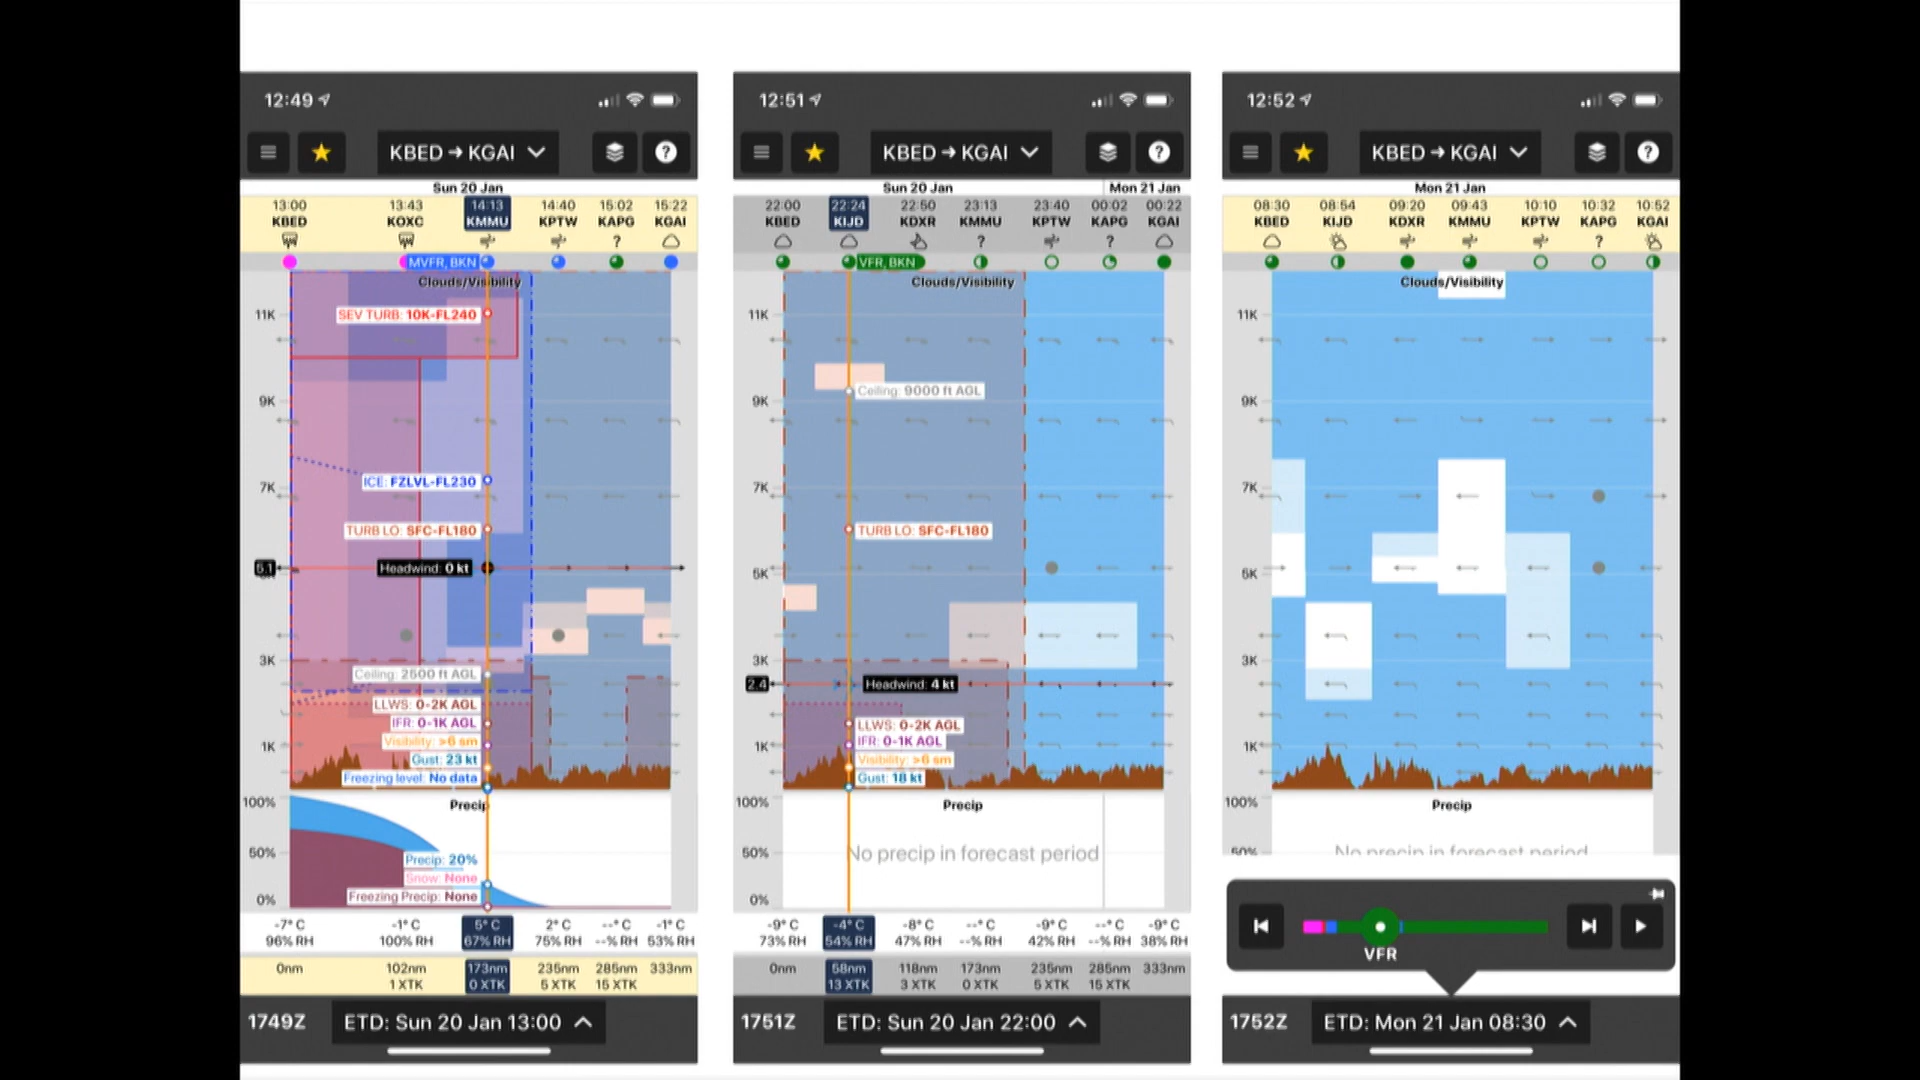 12:49
KBED → KGAI
?
Sun 20 Jan
13:00 13:43 14:13 14:40 15:02 15:22
KBED KOXC KMMU KPTW KAPG KGAI
?
MVFR, BKN
Clouds/Visibility
11K
SEV TURB: 10K-FL240
9K
7K
ICE: FZLVL-FL230
TURB LO: SFC-FL180
Headwind: 0 kt
3K
Ceiling: 2500 ft AGL
LLWS: 0-2K AGL
IFR: 0-1K AGL
Visibility: >6 sm
1K
Gust: 23 kt
Freezing level: No data
Precip
100%
50%
Precip: 20%
Snow: None
Freezing Precip: None
0%
-7° C -1° C 5° C 2° C --° C -1° C
96% RH 100% RH 67% RH 75% RH --% RH 53% RH
0nm 102nm 173nm 235nm 285nm 333nm
1 XTK 0 XTK 5 XTK 15 XTK
1749Z
ETD: Sun 20 Jan 13:00
12:51
KBED → KGAI
?
Sun 20 Jan Mon 21 Jan
22:00 22:24 22:50 23:13 23:40 00:02 00:22
KBED KIJD KDXR KMMU KPTW KAPG KGAI
? ?
VFR, BKN
Clouds/Visibility
11K
9K
Ceiling: 9000 ft AGL
7K
TURB LO: SFC-FL180
5K
3K
2.4
Headwind: 4 kt
LLWS: 0-2K AGL
1K
IFR: 0-1K AGL
Visibility: >6 sm
Gust: 18 kt
Precip
100%
50%
No precip in forecast period
0%
-9° C -4° C -8° C --° C -9° C --° C -9° C
73% RH 54% RH 47% RH --% RH 42% RH --% RH 38% RH
0nm 58nm 118nm 173nm 235nm 285nm 333nm
13 XTK 3 XTK 0 XTK 5 XTK 15 XTK
1751Z
ETD: Sun 20 Jan 22:00
12:52
KBED → KGAI
?
Mon 21 Jan
08:30 08:54 09:20 09:43 10:10 10:32 10:52
KBED KIJD KDXR KMMU KPTW KAPG KGAI
?
Clouds/Visibility
11K
9K
7K
5K
3K
1K
Precip
100%
50%
No precip in forecast period
VFR
1752Z
ETD: Mon 21 Jan 08:30